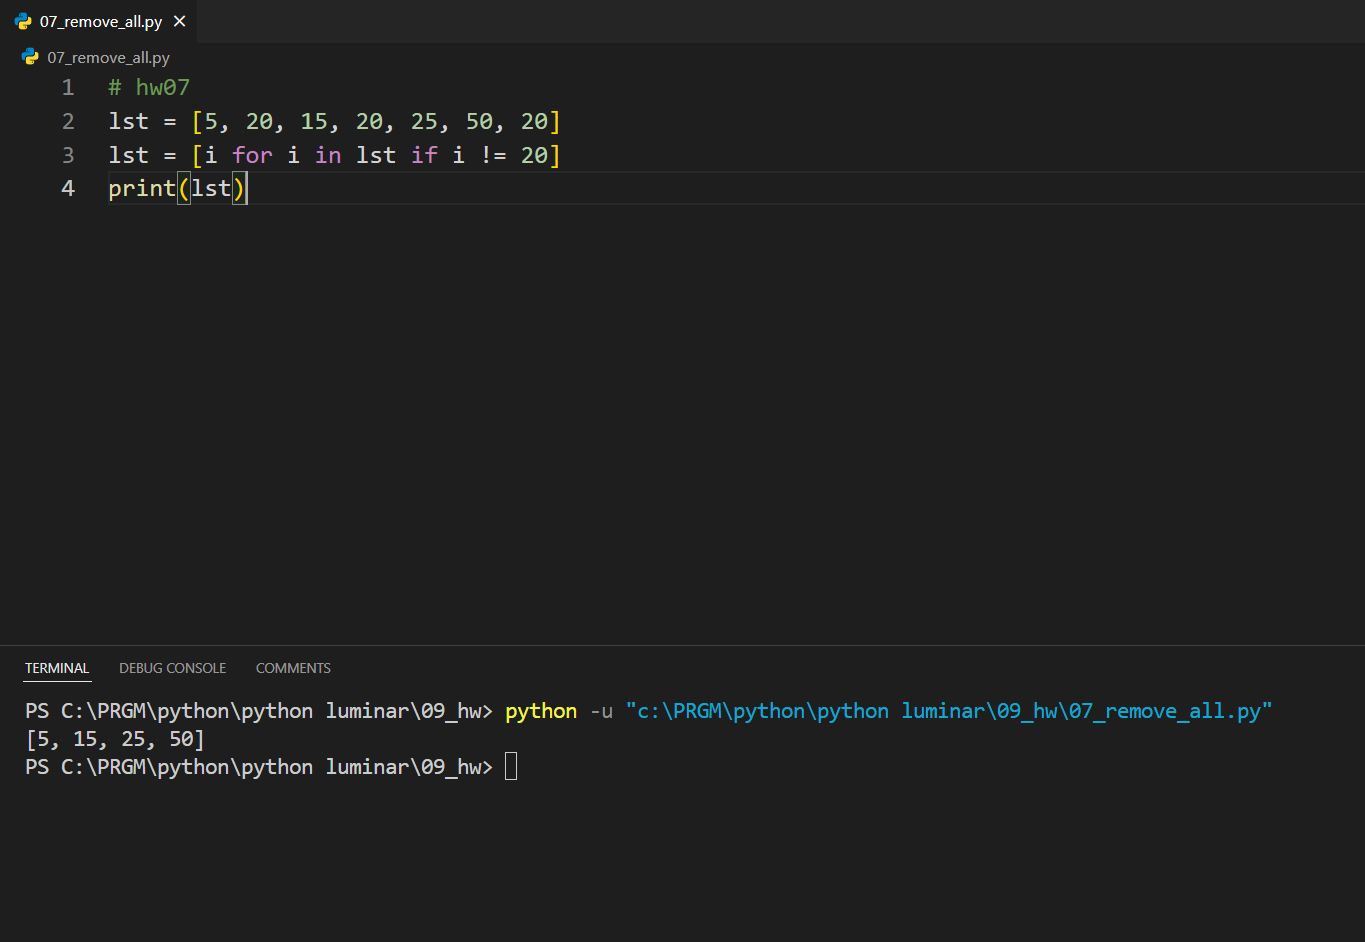 07_remove_all.py ×
07_remove_all.py
1 # hw07
2 lst = [5, 20, 15, 20, 25, 50, 20]
3 lst = [i for i in lst if i != 20]
4 print(lst)
TERMINAL DEBUG CONSOLE COMMENTS
PS C:\PRGM\python\python luminar\09_hw> python -u "c:\PRGM\python\python luminar\09_hw\07_remove_all.py"
[5, 15, 25, 50]
PS C:\PRGM\python\python luminar\09_hw>